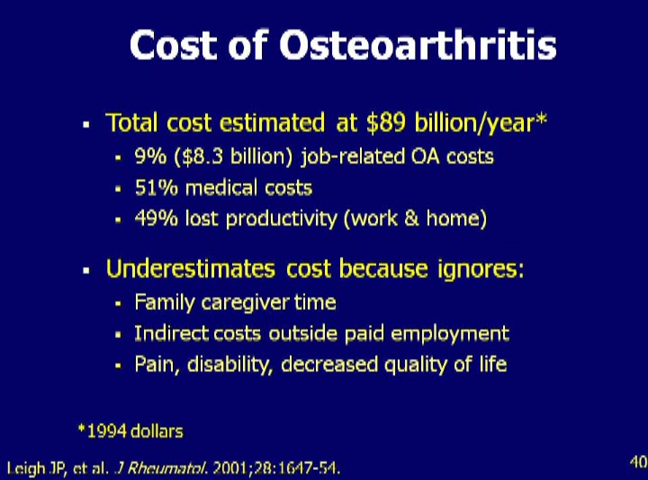 Cost of Osteoarthritis
▪ Total cost estimated at $89 billion/year*
▪ 9% ($8.3 billion) job-related OA costs
▪ 51% medical costs
▪ 49% lost productivity (work & home)
▪ Underestimates cost because ignores:
▪ Family caregiver time
▪ Indirect costs outside paid employment
▪ Pain, disability, decreased quality of life
*1994 dollars
Leigh JP, et al. J Rheumatol. 2001;28:1647-54.
40